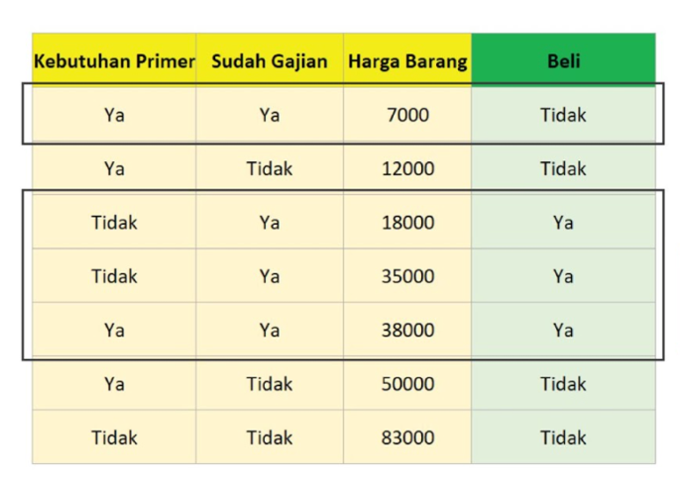 Kebutuhan Primer Sudah Gajian Harga Barang Beli
Ya Ya 7000 Tidak
Ya Tidak 12000 Tidak
Tidak Ya 18000 Ya
Tidak Ya 35000 Ya
Ya Ya 38000 Ya
Ya Tidak 50000 Tidak
Tidak Tidak 83000 Tidak